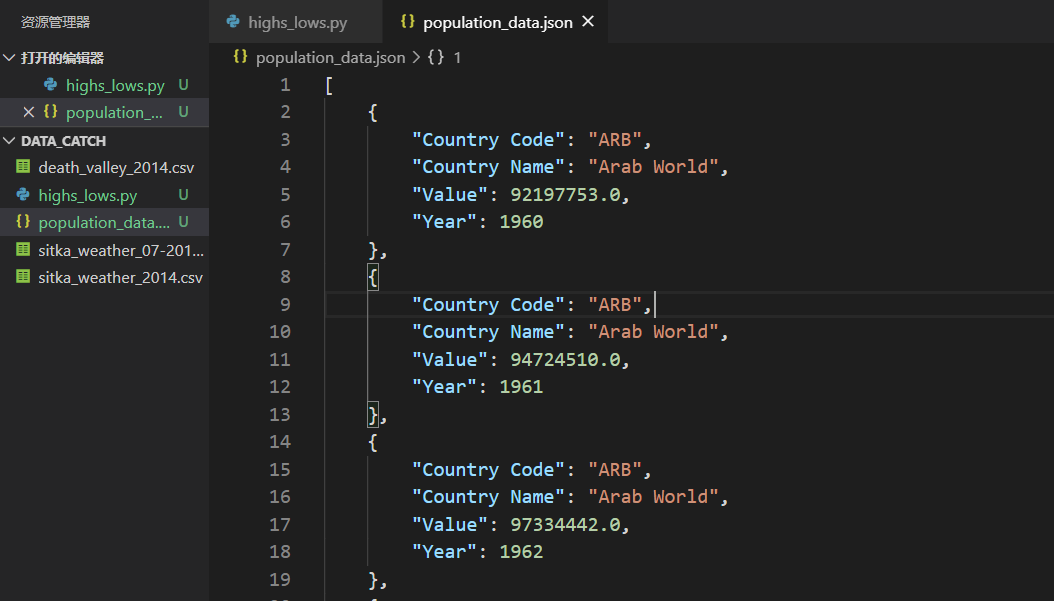 资源管理器
打开的编辑器
highs_lows.py U
population_... U
DATA_CATCH
death_valley_2014.csv
highs_lows.py U
population_data.... U
sitka_weather_07-201...
sitka_weather_2014.csv
highs_lows.py {} population_data.json ×
{} population_data.json > {} 1
1 [
2 {
3 "Country Code": "ARB",
4 "Country Name": "Arab World",
5 "Value": 92197753.0,
6 "Year": 1960
7 },
8 {
9 "Country Code": "ARB",
10 "Country Name": "Arab World",
11 "Value": 94724510.0,
12 "Year": 1961
13 },
14 {
15 "Country Code": "ARB",
16 "Country Name": "Arab World",
17 "Value": 97334442.0,
18 "Year": 1962
19 },